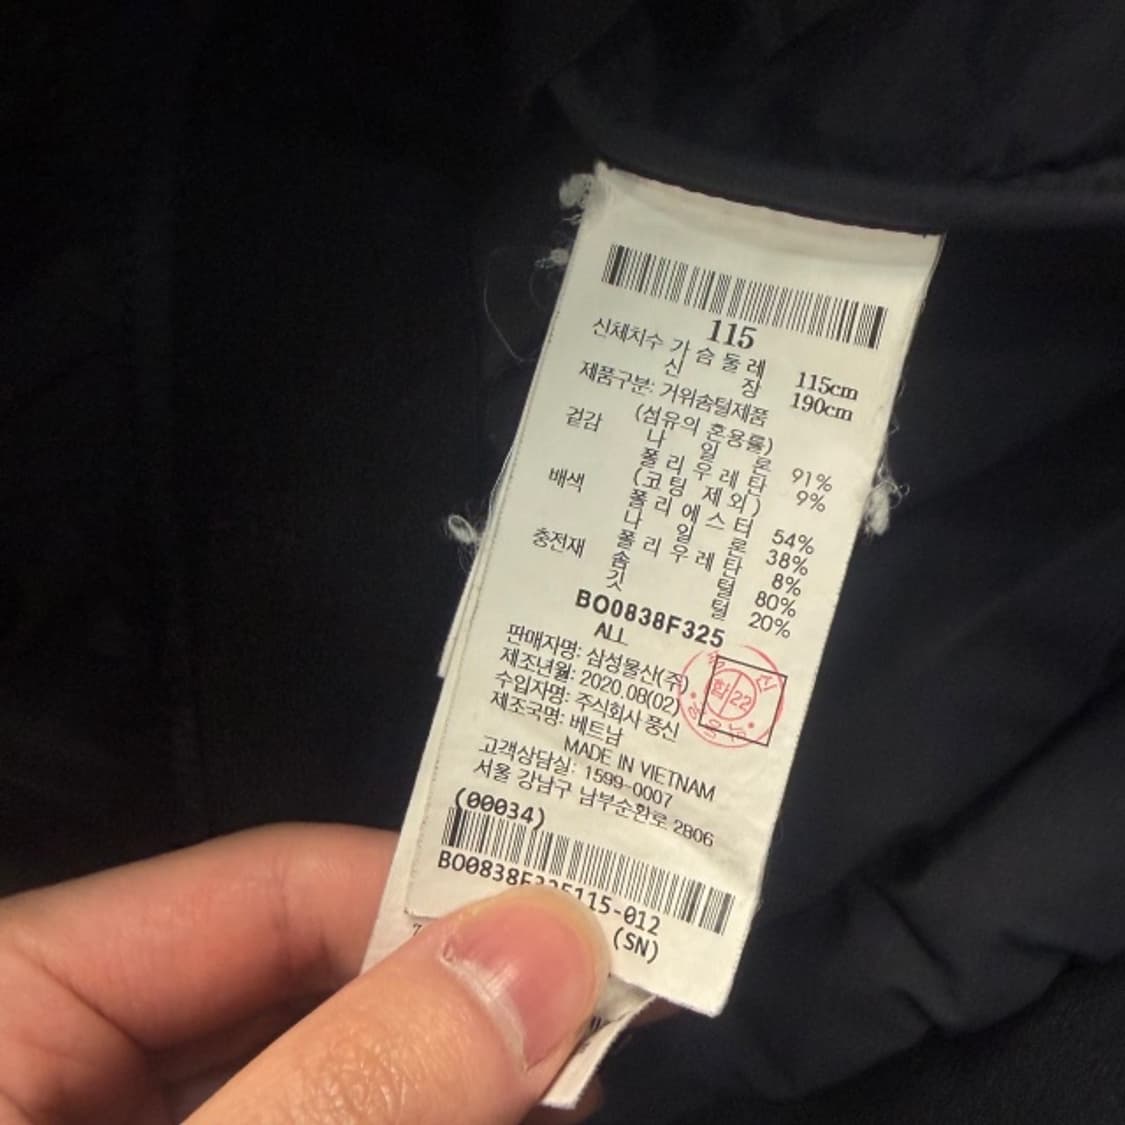 115
신체치수 가슴둘레 115cm
신장 190cm
제품구분: 거위솜털제품
(섬유의 혼용률)
겉감 나일론 91%
폴리우레탄 9%
(코팅 제외)
배색 폴리에스터 54%
나일론 38%
폴리우레탄 8%
충전재 솜털 80%
깃털 20%
BO0838F325
ALL
판매자명: 삼성물산(주)
제조년월: 2020.08(02)
수입자명: 주식회사 풍신
제조국명: 베트남
MADE IN VIETNAM
고객상담실: 1599-0007
서울 강남구 남부순환로 2806
(00034)
BO0838F325115-012
(SN)
합 22